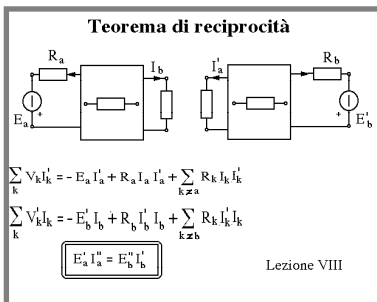 Teorema di reciprocità
R_a I_b I'_a R_b
E_a + + E'_b
∑_k V_k I'_k = - E_a I'_a + R_a I_a I'_a + ∑_{k≠a} R_k I_k I'_k
∑_k V'_k I_k = - E'_b I_b + R_b I'_b I_b + ∑_{k≠b} R_k I'_k I_k
E'_a I''_a = E''_b I'_b
Lezione VIII